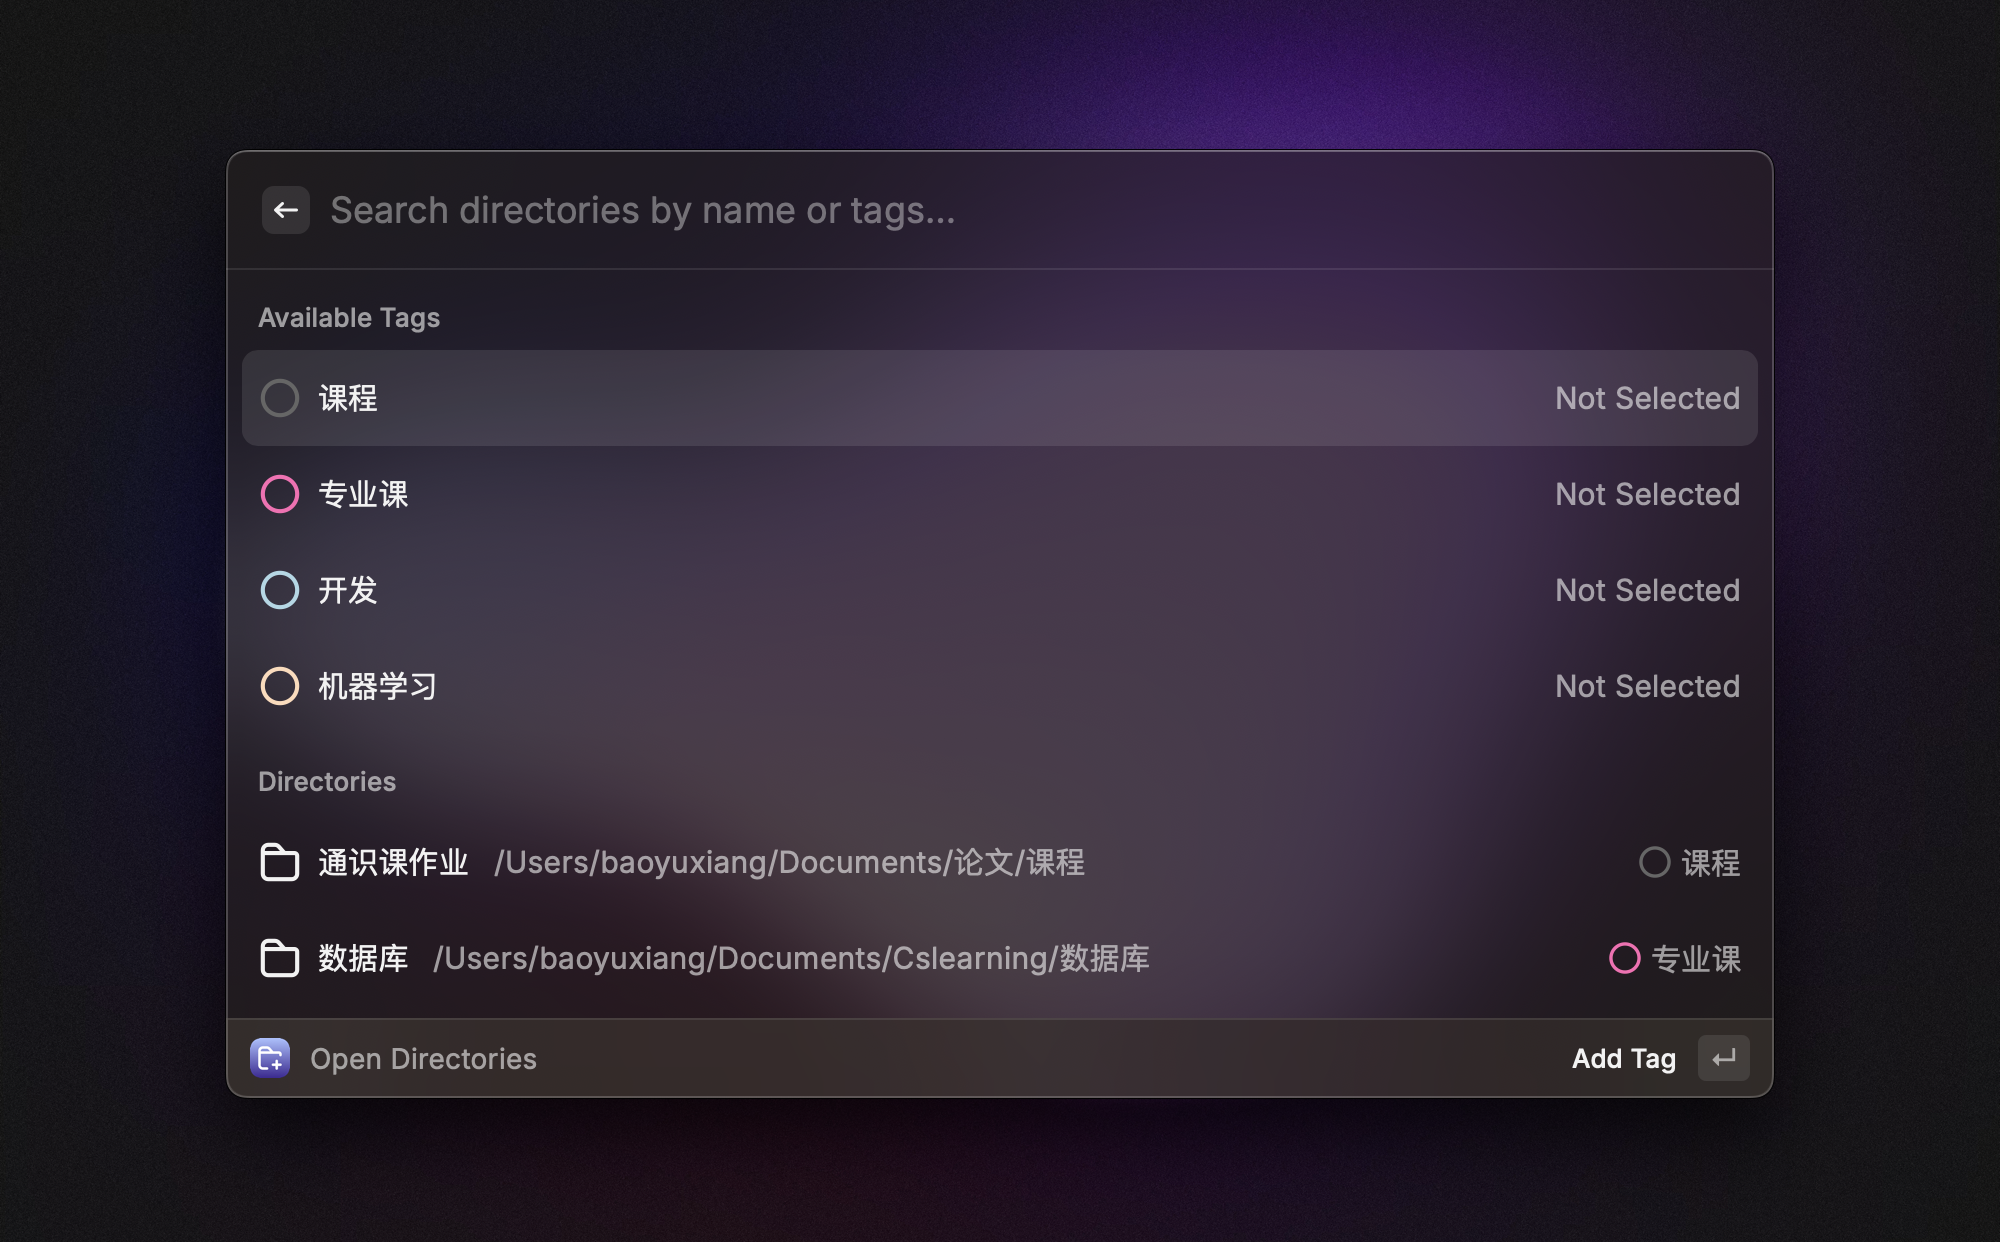 Search directories by name or tags...
Available Tags
课程 Not Selected
专业课 Not Selected
开发 Not Selected
机器学习 Not Selected
Directories
通识课作业 /Users/baoyuxiang/Documents/论文/课程 课程
数据库 /Users/baoyuxiang/Documents/Cslearning/数据库 专业课
Open Directories Add Tag